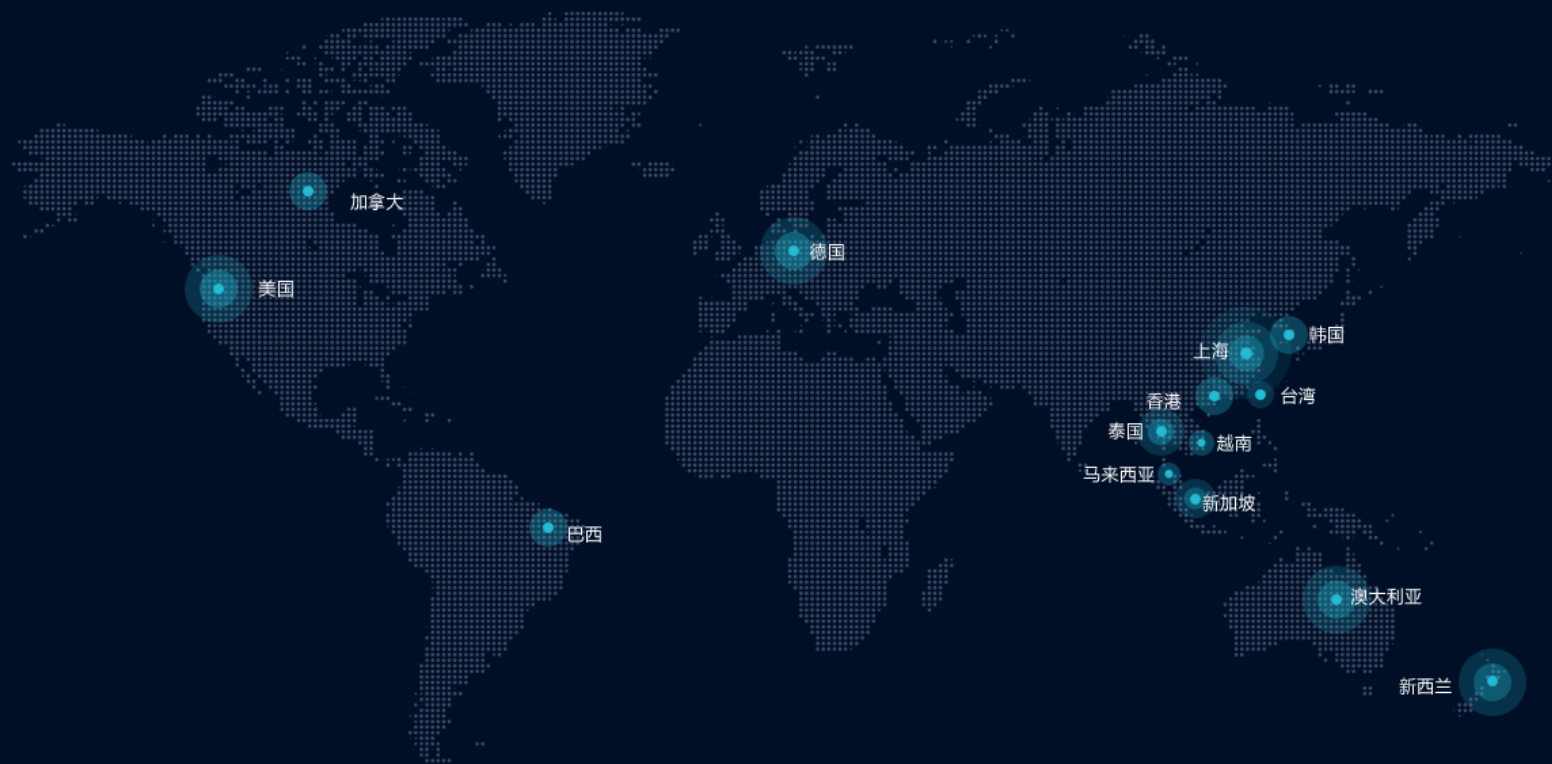 加拿大
德国
美国
韩国
上海
台湾
香港
泰国
越南
马来西亚
新加坡
巴西
澳大利亚
新西兰